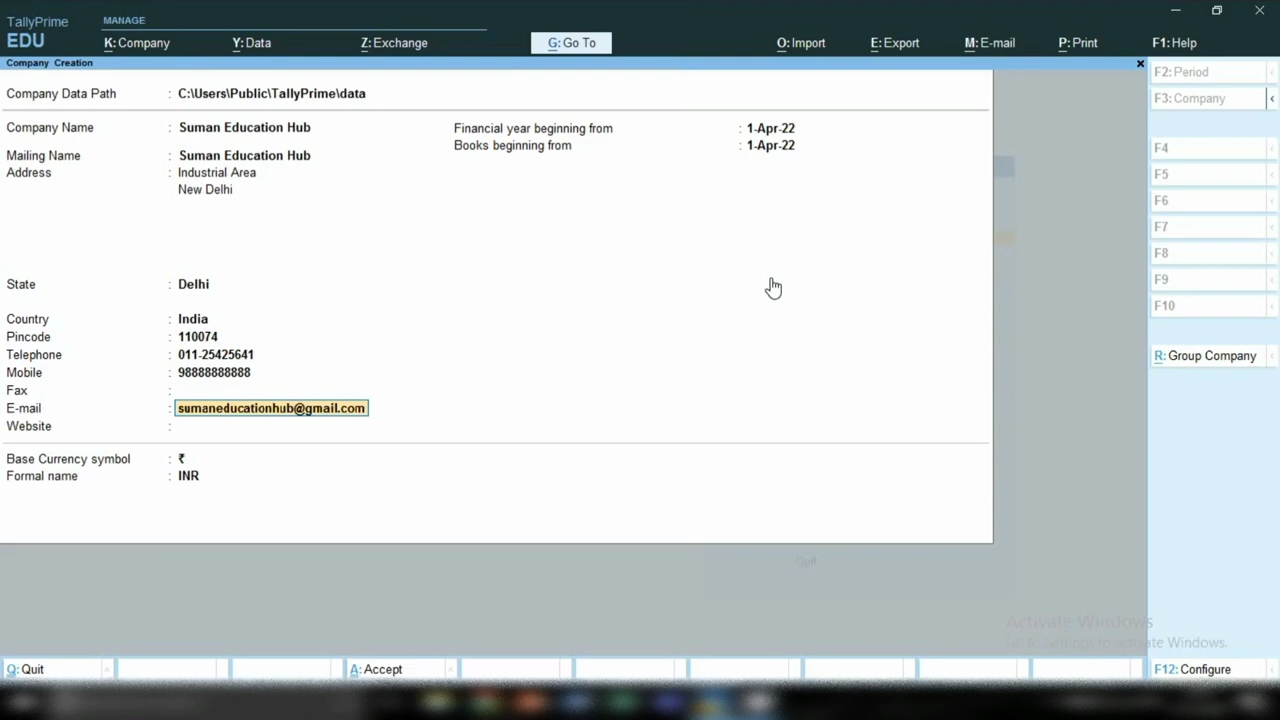 TallyPrime
EDU
MANAGE
K: Company
Y: Data
Z: Exchange
G: Go To
O: Import
E: Export
M: E-mail
P: Print
F1: Help
Company Creation
Company Data Path : C:\Users\Public\TallyPrime\data
Company Name : Suman Education Hub
Financial year beginning from : 1-Apr-22
Books beginning from : 1-Apr-22
Mailing Name : Suman Education Hub
Address : Industrial Area
New Delhi
State : Delhi
Country : India
Pincode : 110074
Telephone : 011-25425641
Mobile : 98888888888
Fax :
E-mail : sumaneducationhub@gmail.com
Website :
Base Currency symbol : ₹
Formal name : INR
F2: Period
F3: Company
F4
F5
F6
F7
F8
F9
F10
R: Group Company
Quit
Activate Windows
Go to Settings to activate Windows.
Q: Quit
A: Accept
F12: Configure